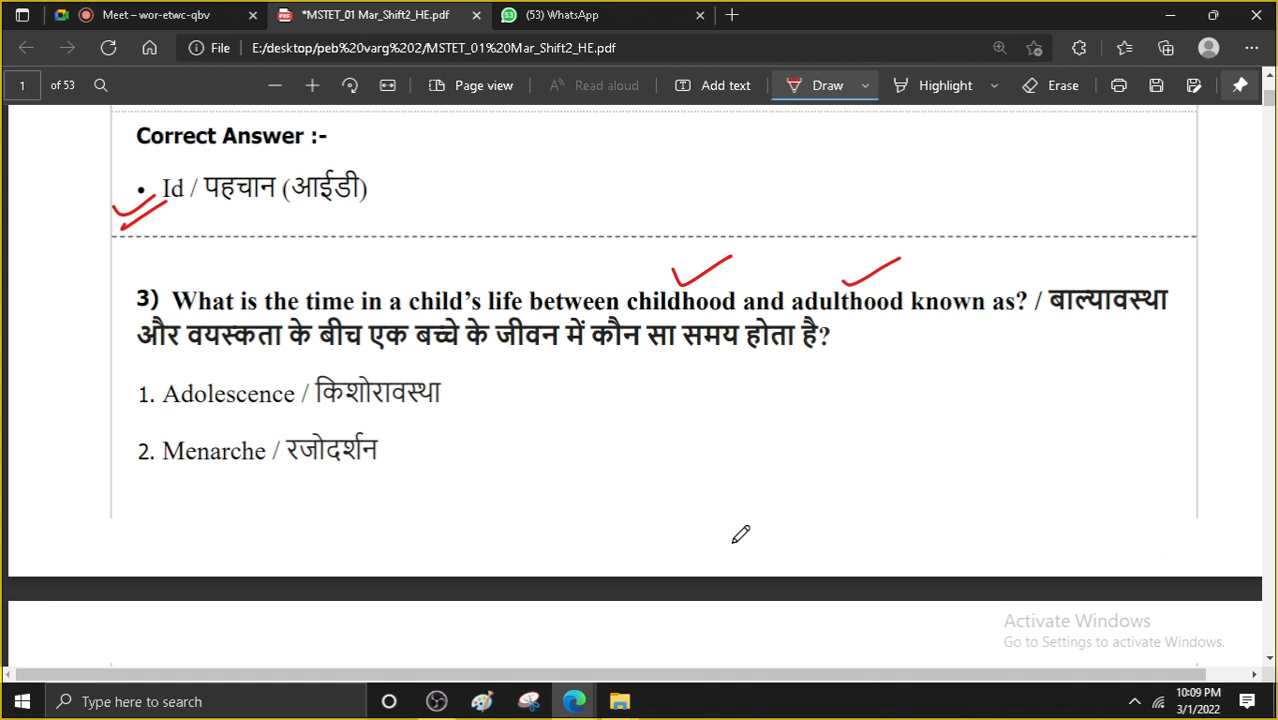 Meet – wor-etwc-qbv
*MSTET_01 Mar_Shift2_HE.pdf
(53) WhatsApp
File
E:/desktop/peb%20varg%202/MSTET_01%20Mar_Shift2_HE.pdf
1 of 53
Page view
Read aloud
Add text
Draw
Highlight
Erase
Correct Answer :-
• Id / पहचान (आईडी)
3) What is the time in a child's life between childhood and adulthood known as? / बाल्यावस्था
और वयस्कता के बीच एक बच्चे के जीवन में कौन सा समय होता है?
1. Adolescence / किशोरावस्था
2. Menarche / रजोदर्शन
Activate Windows
Go to Settings to activate Windows.
Type here to search
10:09 PM
3/1/2022